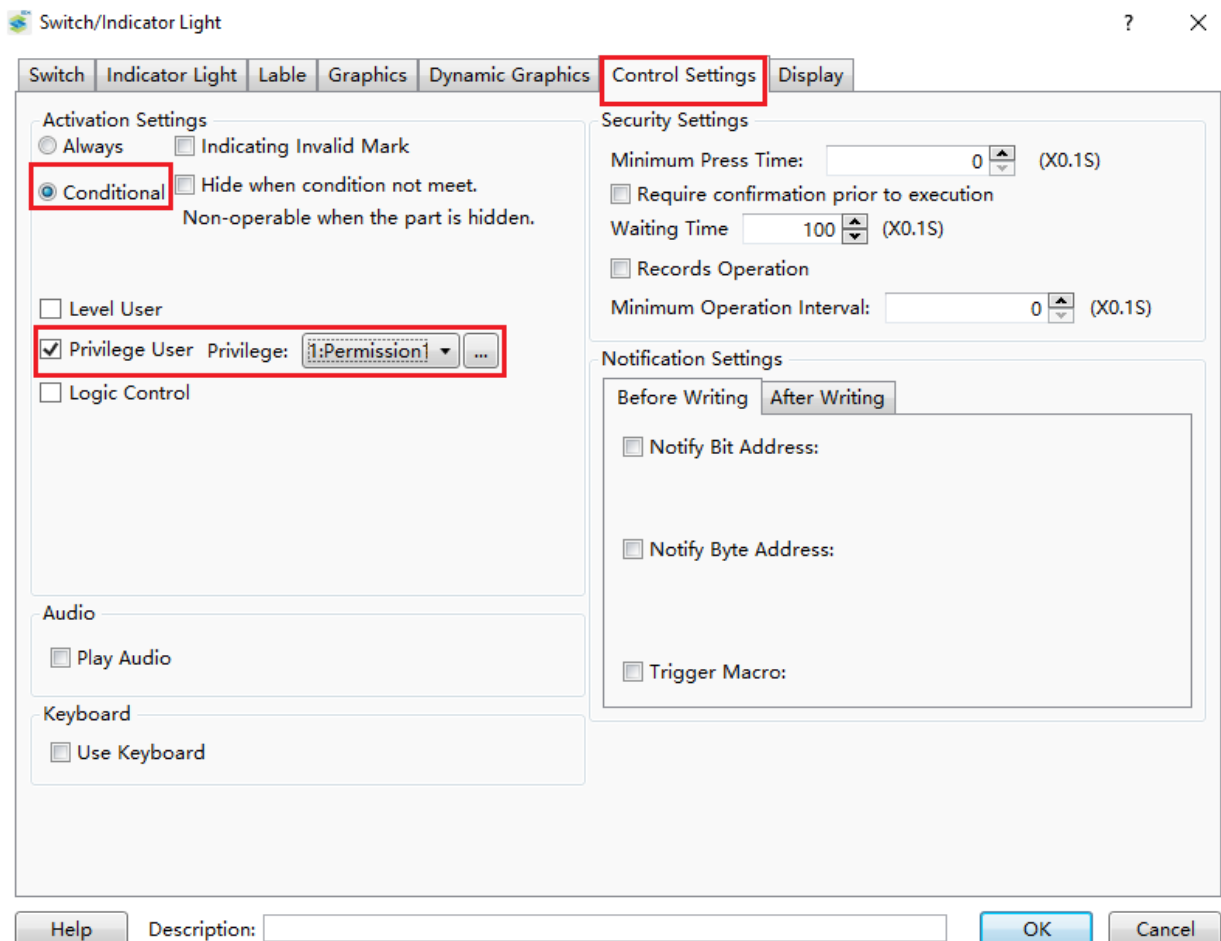 Switch/Indicator Light
?
Switch
Indicator Light
Lable
Graphics
Dynamic Graphics
Control Settings
Display
Activation Settings
Always
Indicating Invalid Mark
Conditional
Hide when condition not meet.
Non-operable when the part is hidden.
Level User
Privilege User Privilege: 1:Permission1 ...
Logic Control
Audio
Play Audio
Keyboard
Use Keyboard
Security Settings
Minimum Press Time: 0 (X0.1S)
Require confirmation prior to execution
Waiting Time 100 (X0.1S)
Records Operation
Minimum Operation Interval: 0 (X0.1S)
Notification Settings
Before Writing
After Writing
Notify Bit Address:
Notify Byte Address:
Trigger Macro:
Help
Description:
OK
Cancel